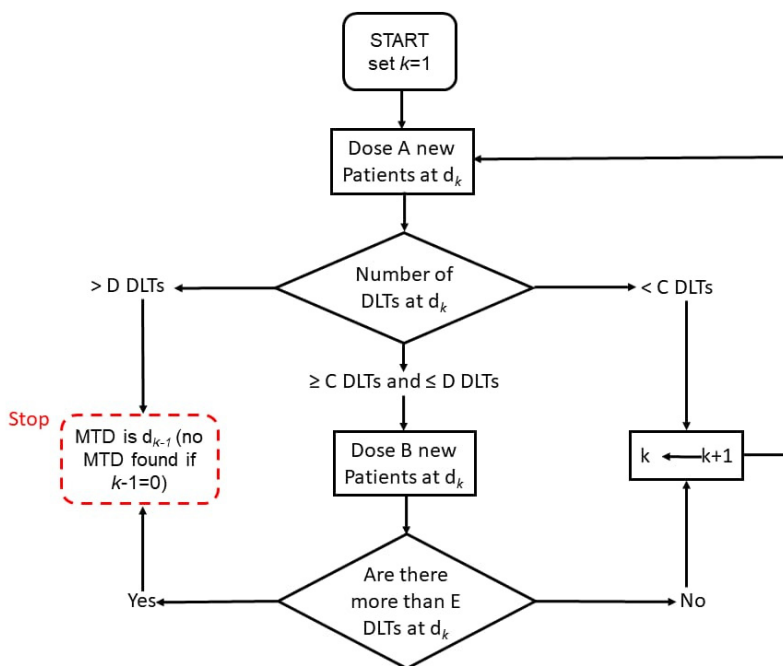 START
set k=1
Dose A new
Patients at dk
Number of
DLTs at dk
> D DLTs
< C DLTs
≥ C DLTs and ≤ D DLTs
Stop
MTD is dk-1 (no
MTD found if
k-1=0)
Dose B new
Patients at dk
k k+1
Are there
more than E
DLTs at dk
Yes
No